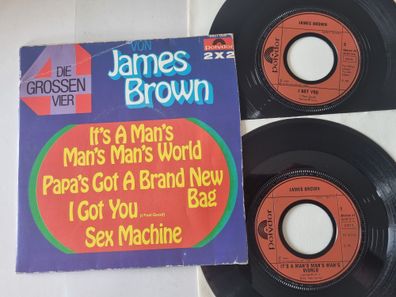 4
DIE
GROSSEN
VIER
VON
James
Brown
Polydor
2X2
It's A Man's
Man's Man's World
Papa's Got A Brand New
Bag
I Got You (I Feel Good)
Sex Machine
JAMES BROWN
polydor
I GOT YOU
JAMES BROWN
polydor
IT'S A MAN'S MAN'S MAN'S
WORLD